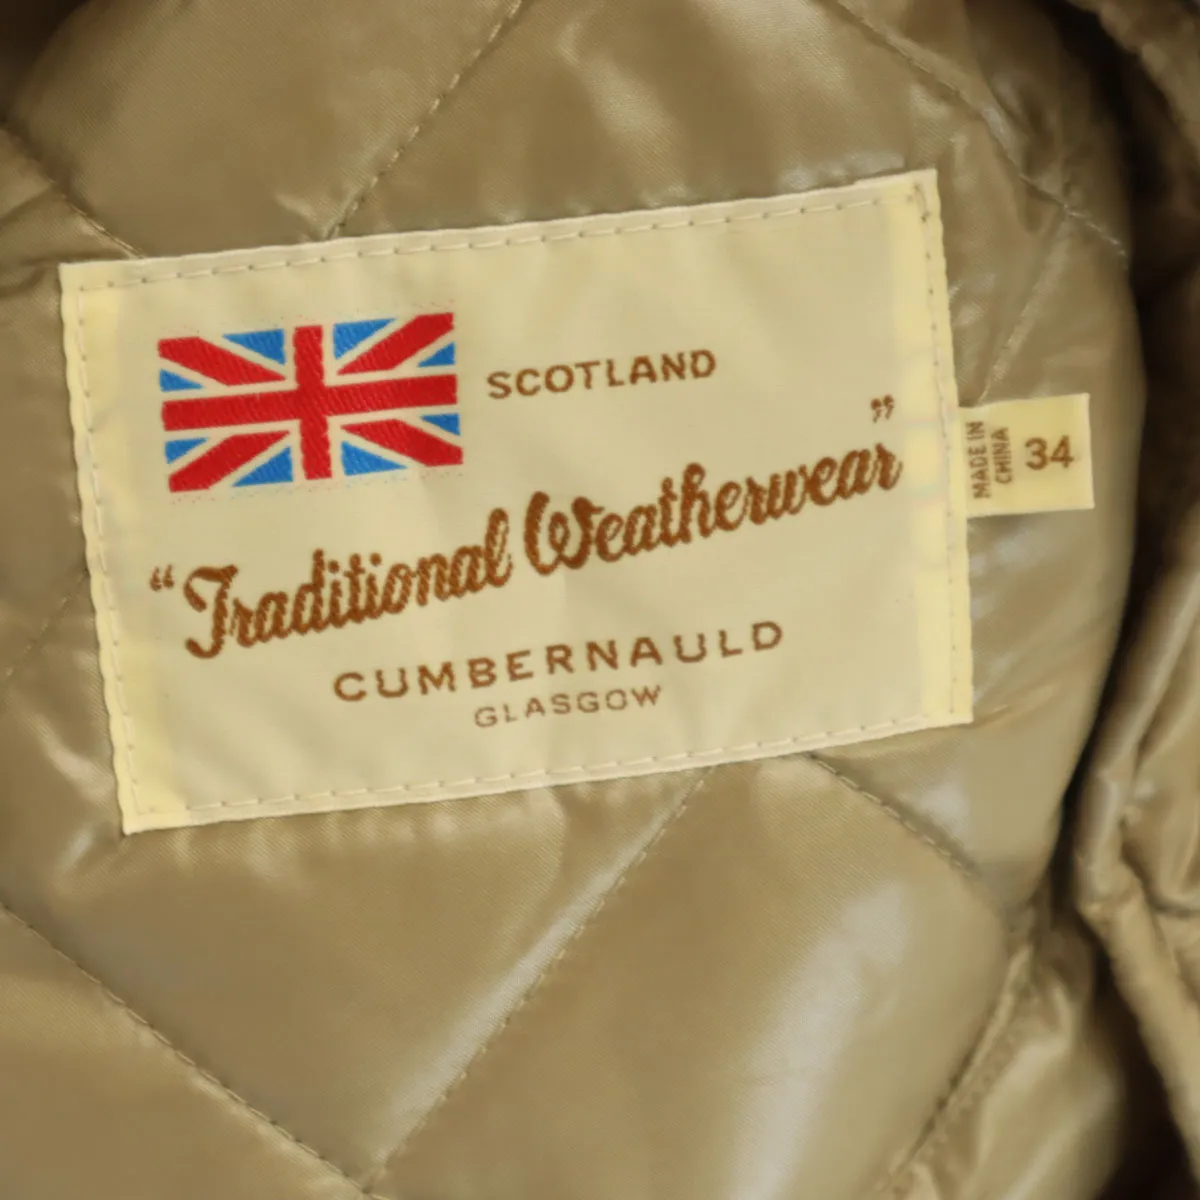 SCOTLAND
“Traditional Weatherwear”
CUMBERNAULD
GLASGOW
MADE IN
CHINA
34